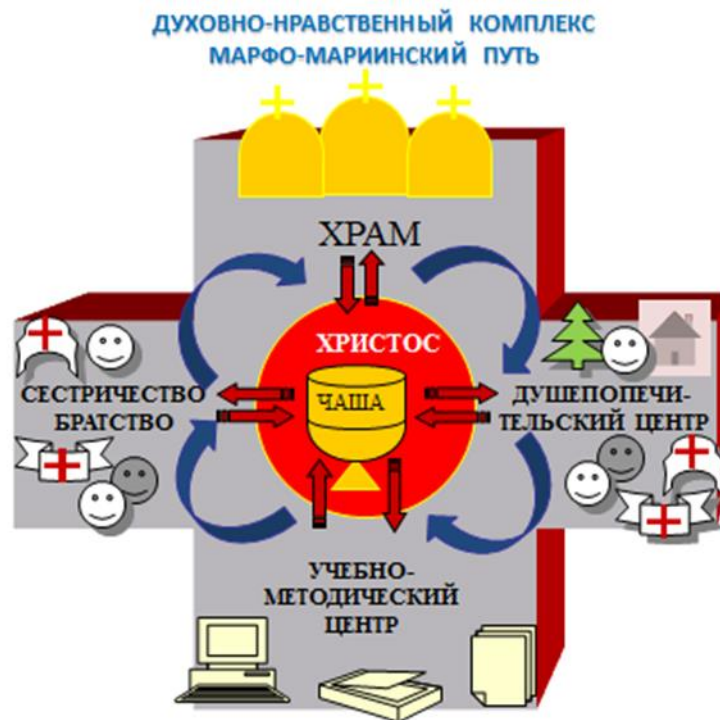 ДУХОВНО-НРАВСТВЕННЫЙ КОМПЛЕКС
МАРФО-МАРИИНСКИЙ ПУТЬ
ХРАМ
ХРИСТОС
ЧАША
СЕСТРИЧЕСТВО
БРАТСТВО
ДУШЕПОПЕЧИ-
ТЕЛЬСКИЙ ЦЕНТР
УЧЕБНО-
МЕТОДИЧЕСКИЙ
ЦЕНТР